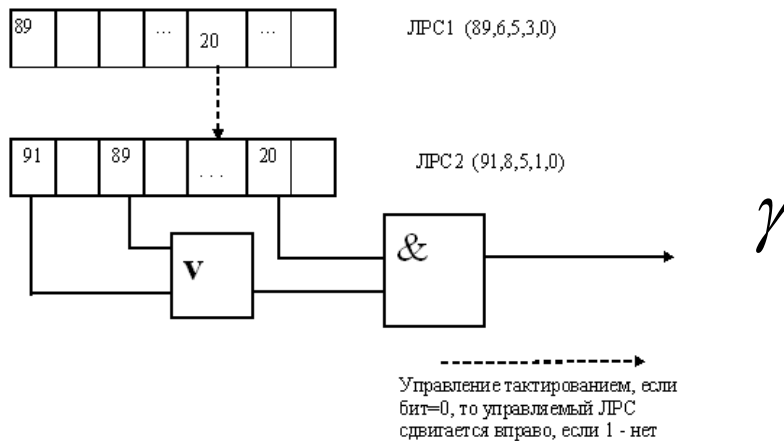 89 ... 20 ... ЛРС1 (89,6,5,3,0)
91 89 ... 20 ЛРС2 (91,8,5,1,0)
γ
&
v
Управление тактированием, если
бит=0, то управляемый ЛРС
сдвигается вправо, если 1 - нет